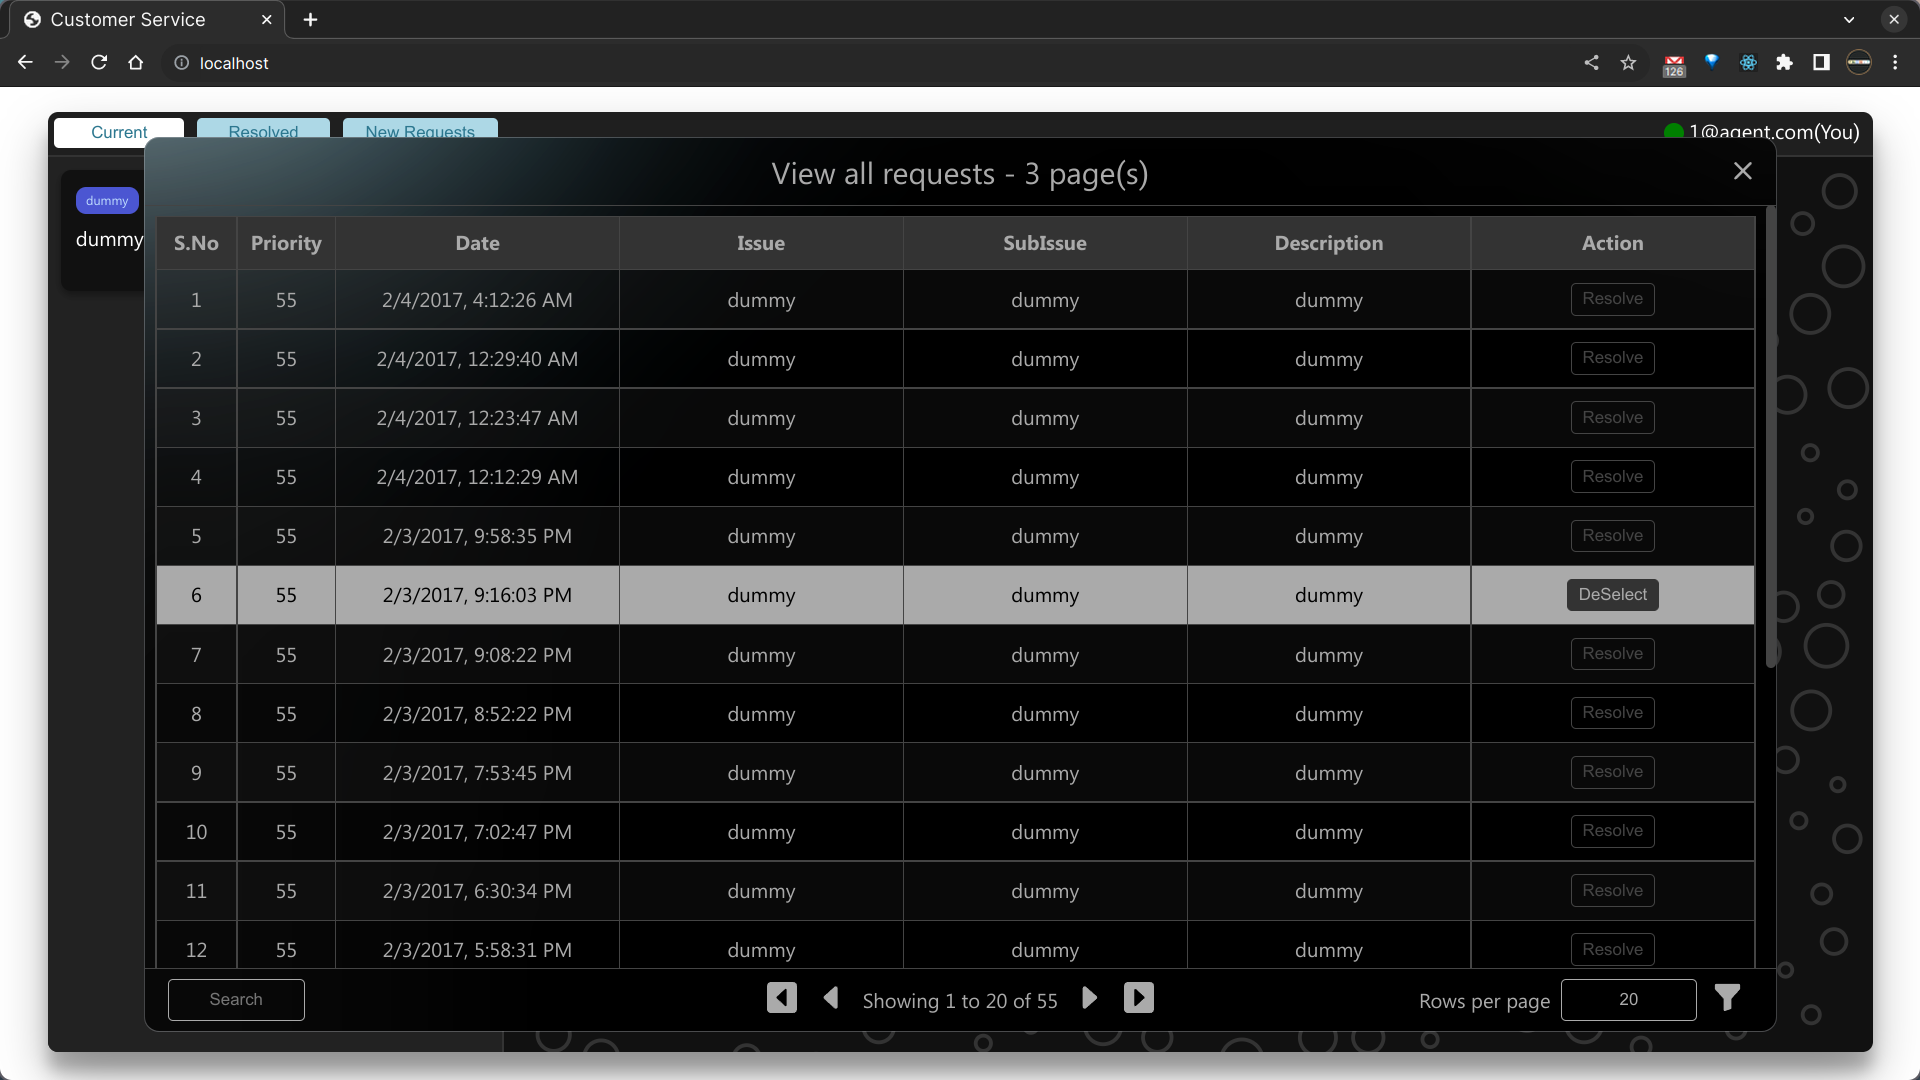 Customer Service
localhost
126
Current Resolved New Requests 1@agent.com(You)
dummy
dummy
View all requests - 3 page(s)
S.No Priority Date Issue SubIssue Description Action
1 55 2/4/2017, 4:12:26 AM dummy dummy dummy Resolve
2 55 2/4/2017, 12:29:40 AM dummy dummy dummy Resolve
3 55 2/4/2017, 12:23:47 AM dummy dummy dummy Resolve
4 55 2/4/2017, 12:12:29 AM dummy dummy dummy Resolve
5 55 2/3/2017, 9:58:35 PM dummy dummy dummy Resolve
6 55 2/3/2017, 9:16:03 PM dummy dummy dummy DeSelect
7 55 2/3/2017, 9:08:22 PM dummy dummy dummy Resolve
8 55 2/3/2017, 8:52:22 PM dummy dummy dummy Resolve
9 55 2/3/2017, 7:53:45 PM dummy dummy dummy Resolve
10 55 2/3/2017, 7:02:47 PM dummy dummy dummy Resolve
11 55 2/3/2017, 6:30:34 PM dummy dummy dummy Resolve
12 55 2/3/2017, 5:58:31 PM dummy dummy dummy Resolve
Search Showing 1 to 20 of 55 Rows per page 20